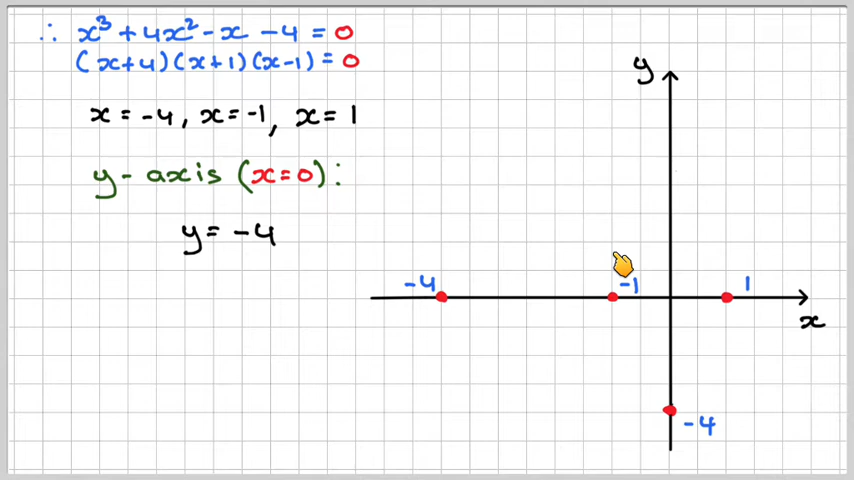 ∴ x³ + 4x² - x - 4 = 0
(x+4)(x+1)(x-1) = 0
x = -4, x = -1, x = 1
y-axis (x=0):
y = -4
y
-4
-1
1
x
-4